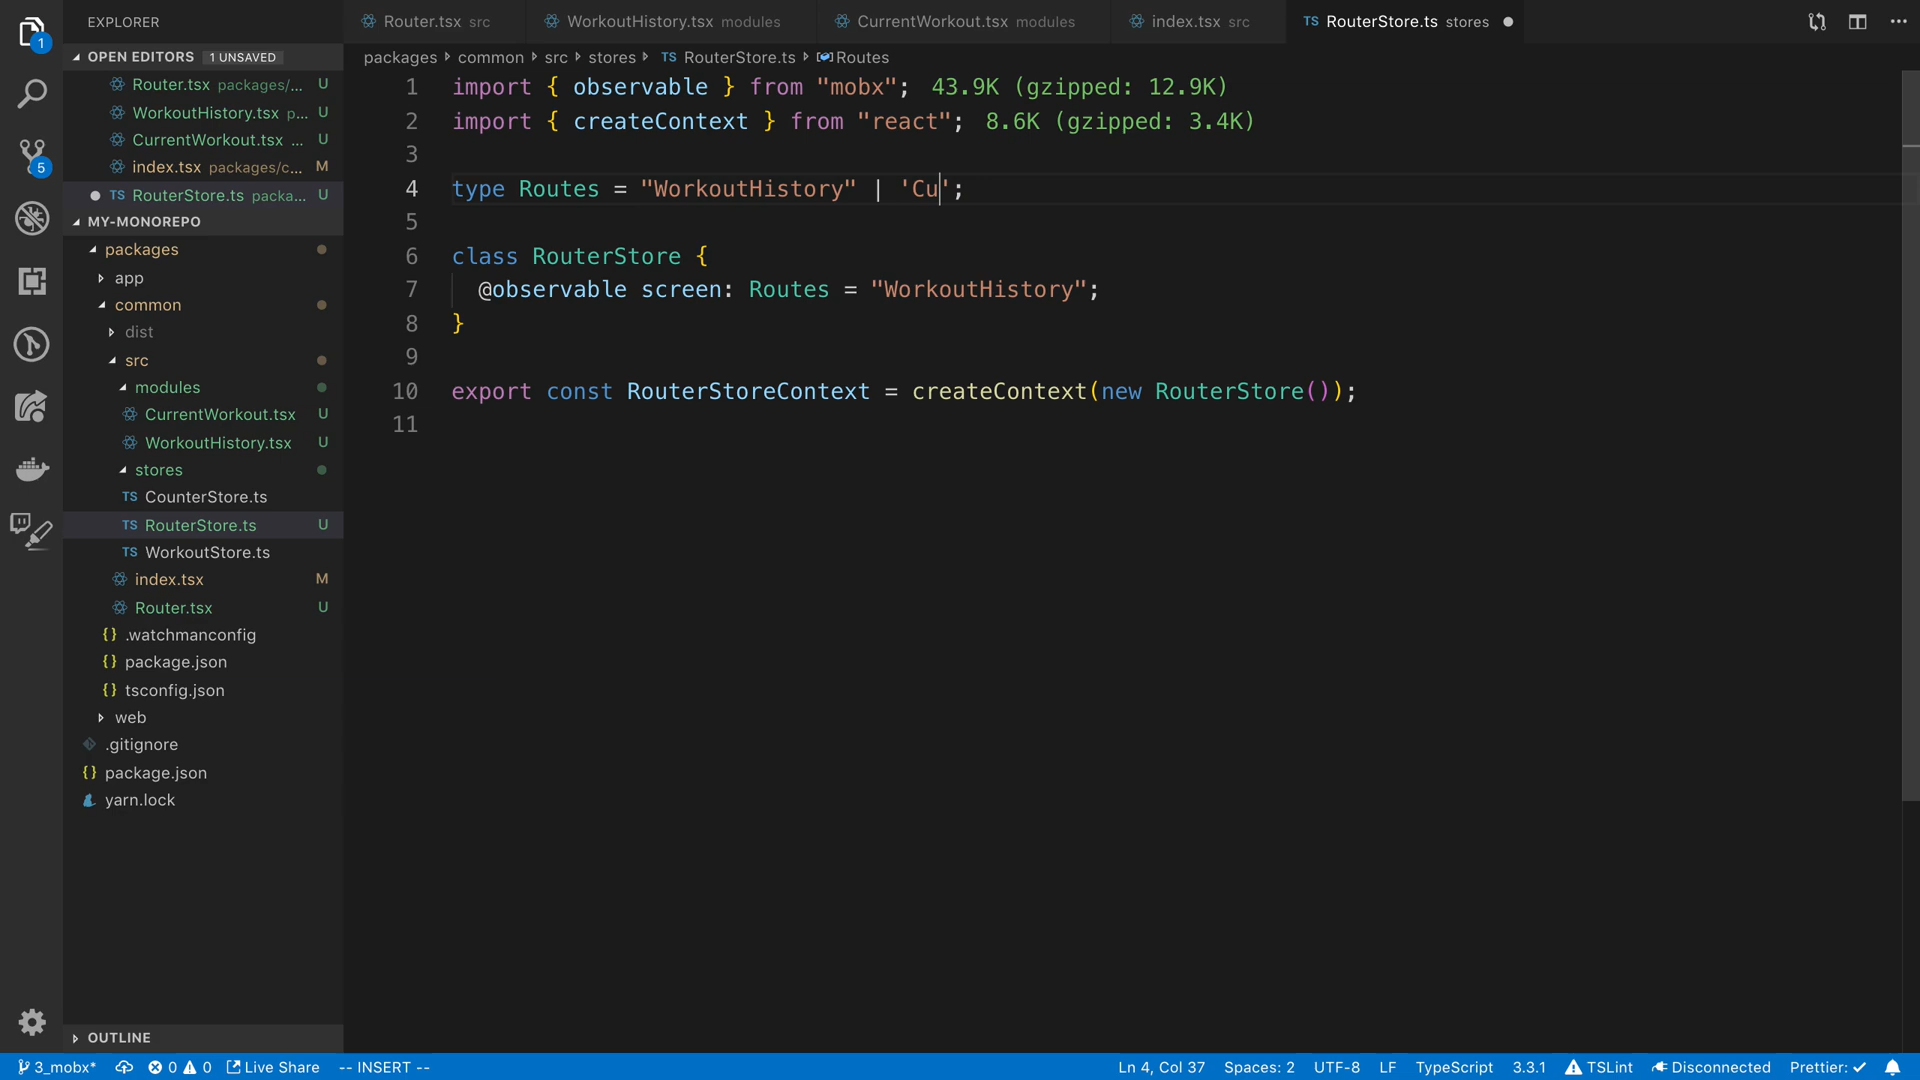 EXPLORER
Router.tsx src
WorkoutHistory.tsx modules
CurrentWorkout.tsx modules
index.tsx src
TS RouterStore.ts stores
1
OPEN EDITORS 1 UNSAVED
packages common src stores TS RouterStore.ts Routes
Router.tsx packages/... U
WorkoutHistory.tsx p... U
CurrentWorkout.tsx ... U
index.tsx packages/c... M
TS RouterStore.ts packa... U
5
MY-MONOREPO
packages
app
common
dist
src
modules
CurrentWorkout.tsx U
WorkoutHistory.tsx U
stores
TS CounterStore.ts
TS RouterStore.ts U
TS WorkoutStore.ts
index.tsx M
Router.tsx U
{} .watchmanconfig
{} package.json
{} tsconfig.json
web
.gitignore
{} package.json
yarn.lock
OUTLINE
1 import { observable } from "mobx"; 43.9K (gzipped: 12.9K)
2 import { createContext } from "react"; 8.6K (gzipped: 3.4K)
3
4 type Routes = "WorkoutHistory" | 'Cu';
5
6 class RouterStore {
7 @observable screen: Routes = "WorkoutHistory";
8 }
9
10 export const RouterStoreContext = createContext(new RouterStore());
11
3_mobx* 0 0 Live Share -- INSERT -- Ln 4, Col 37 Spaces: 2 UTF-8 LF TypeScript 3.3.1 TSLint Disconnected Prettier: ✓